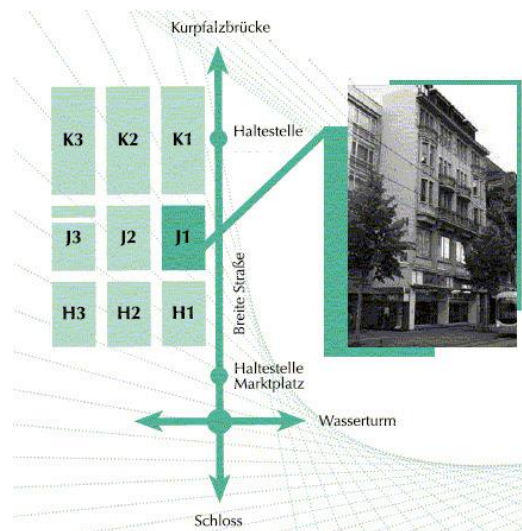 Kurpfalzbrücke
K3 K2 K1
Haltestelle
J3 J2 J1
Breite Straße
H3 H2 H1
Haltestelle
Marktplatz
Wasserturm
Schloss